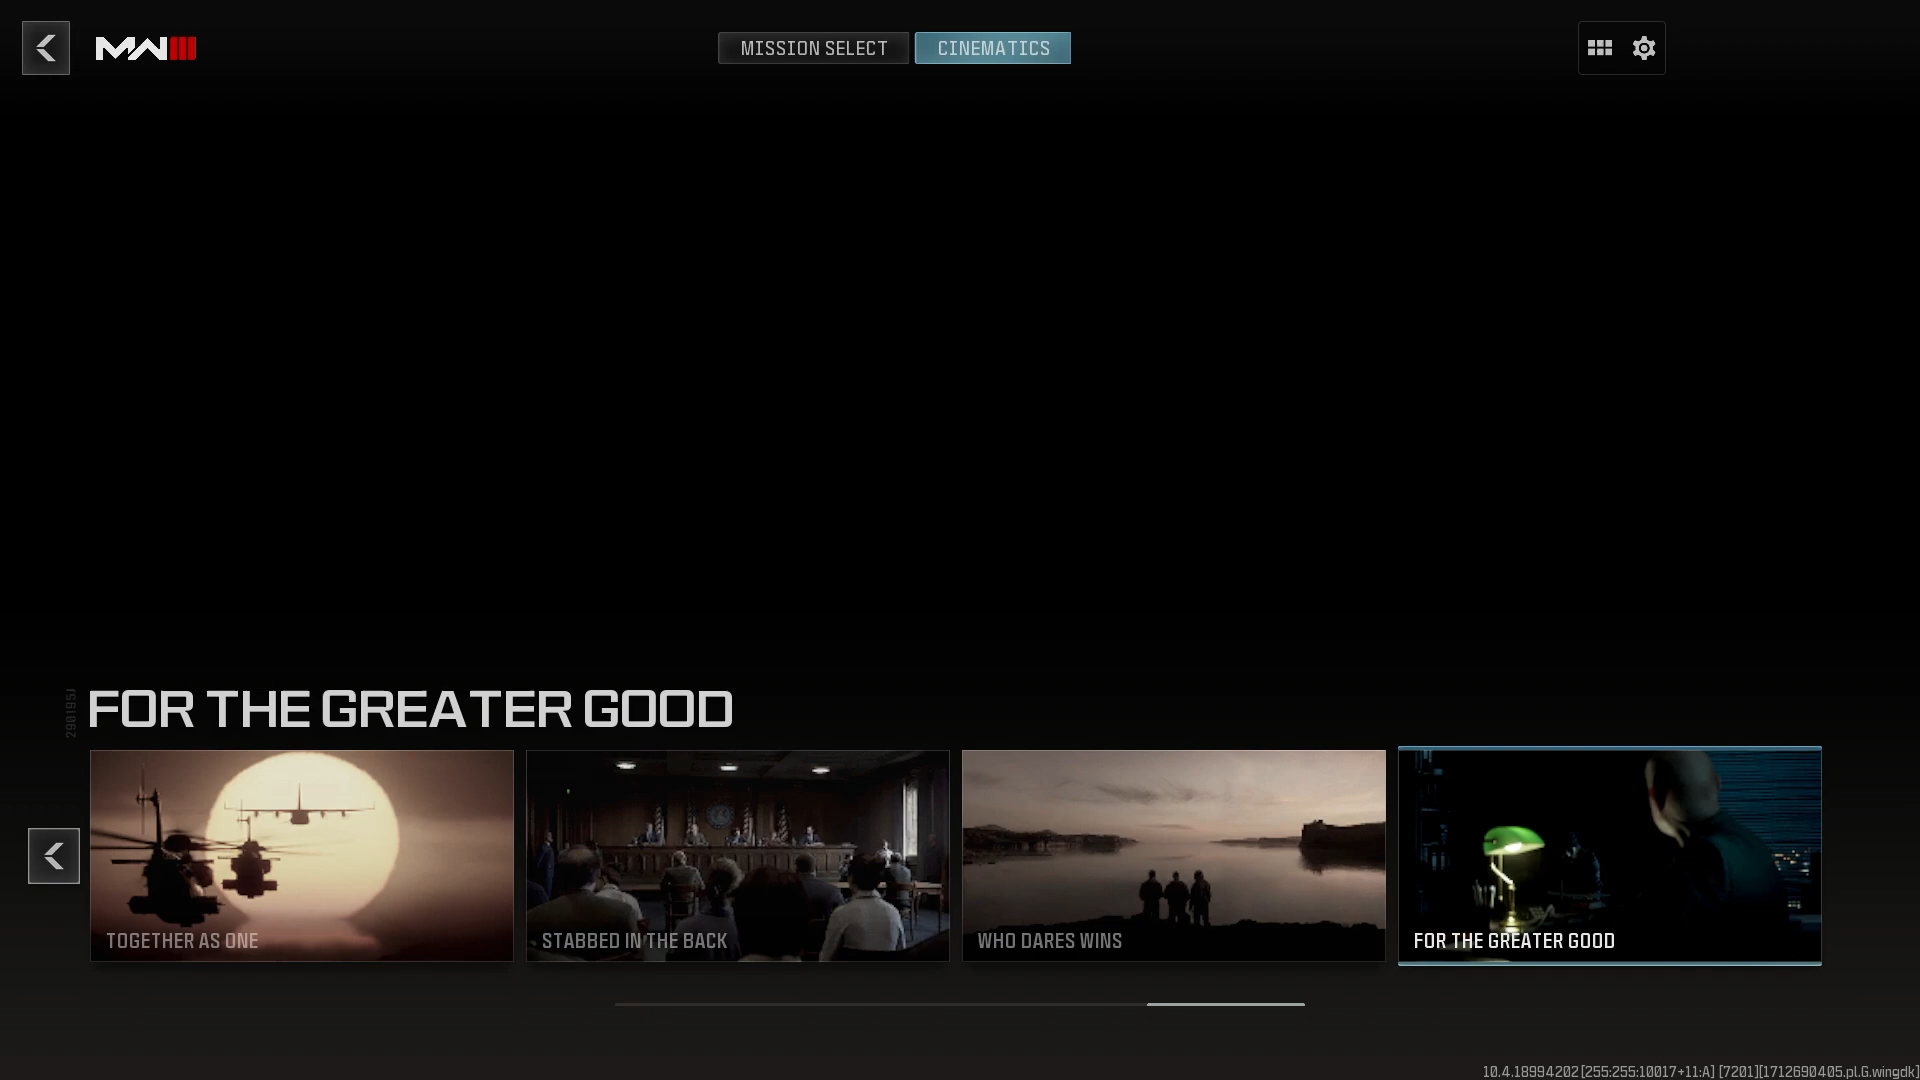 MWIII
MISSION SELECT
CINEMATICS
290195J
FOR THE GREATER GOOD
TOGETHER AS ONE
STABBED IN THE BACK
WHO DARES WINS
FOR THE GREATER GOOD
10.4.18994202[255:255:10017+11:A] [7201][1712690405.pl.G.wingdk]